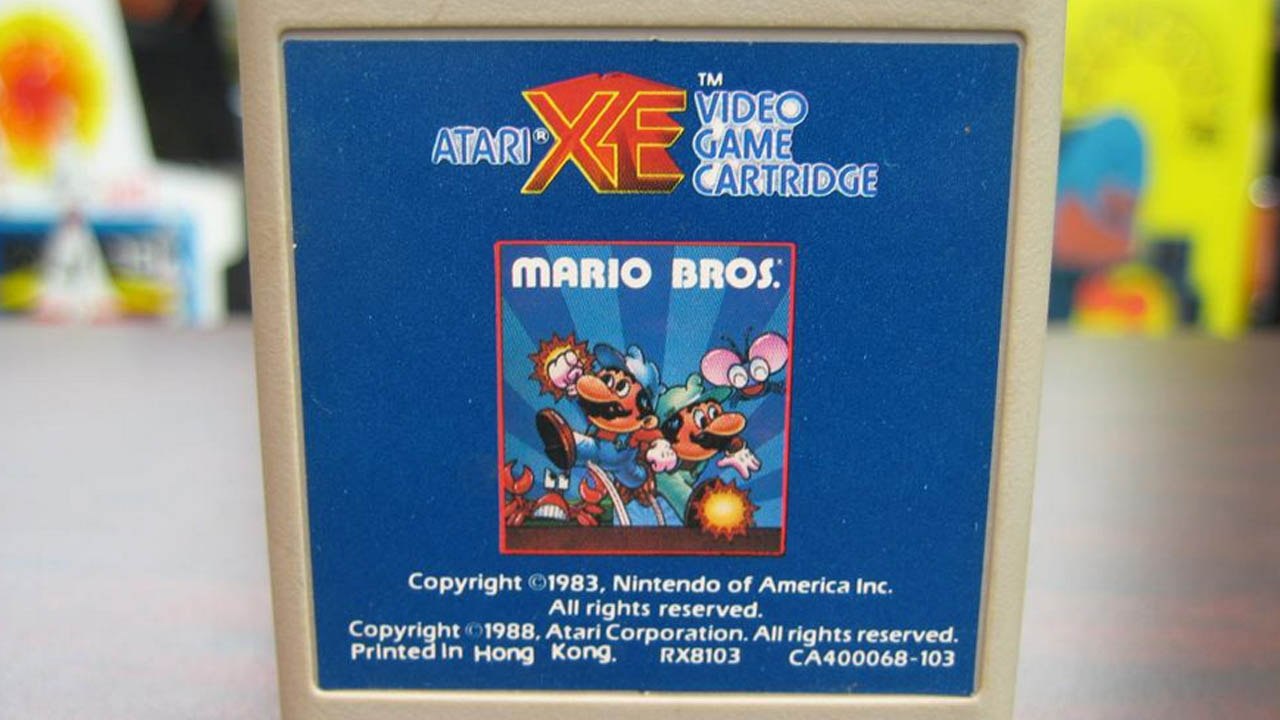 ATARI® XE™ VIDEO
GAME
CARTRIDGE
MARIO BROS.
Copyright ©1983, Nintendo of America Inc.
All rights reserved.
Copyright ©1988, Atari Corporation. All rights reserved.
Printed in Hong Kong. RX8103 CA400068-103